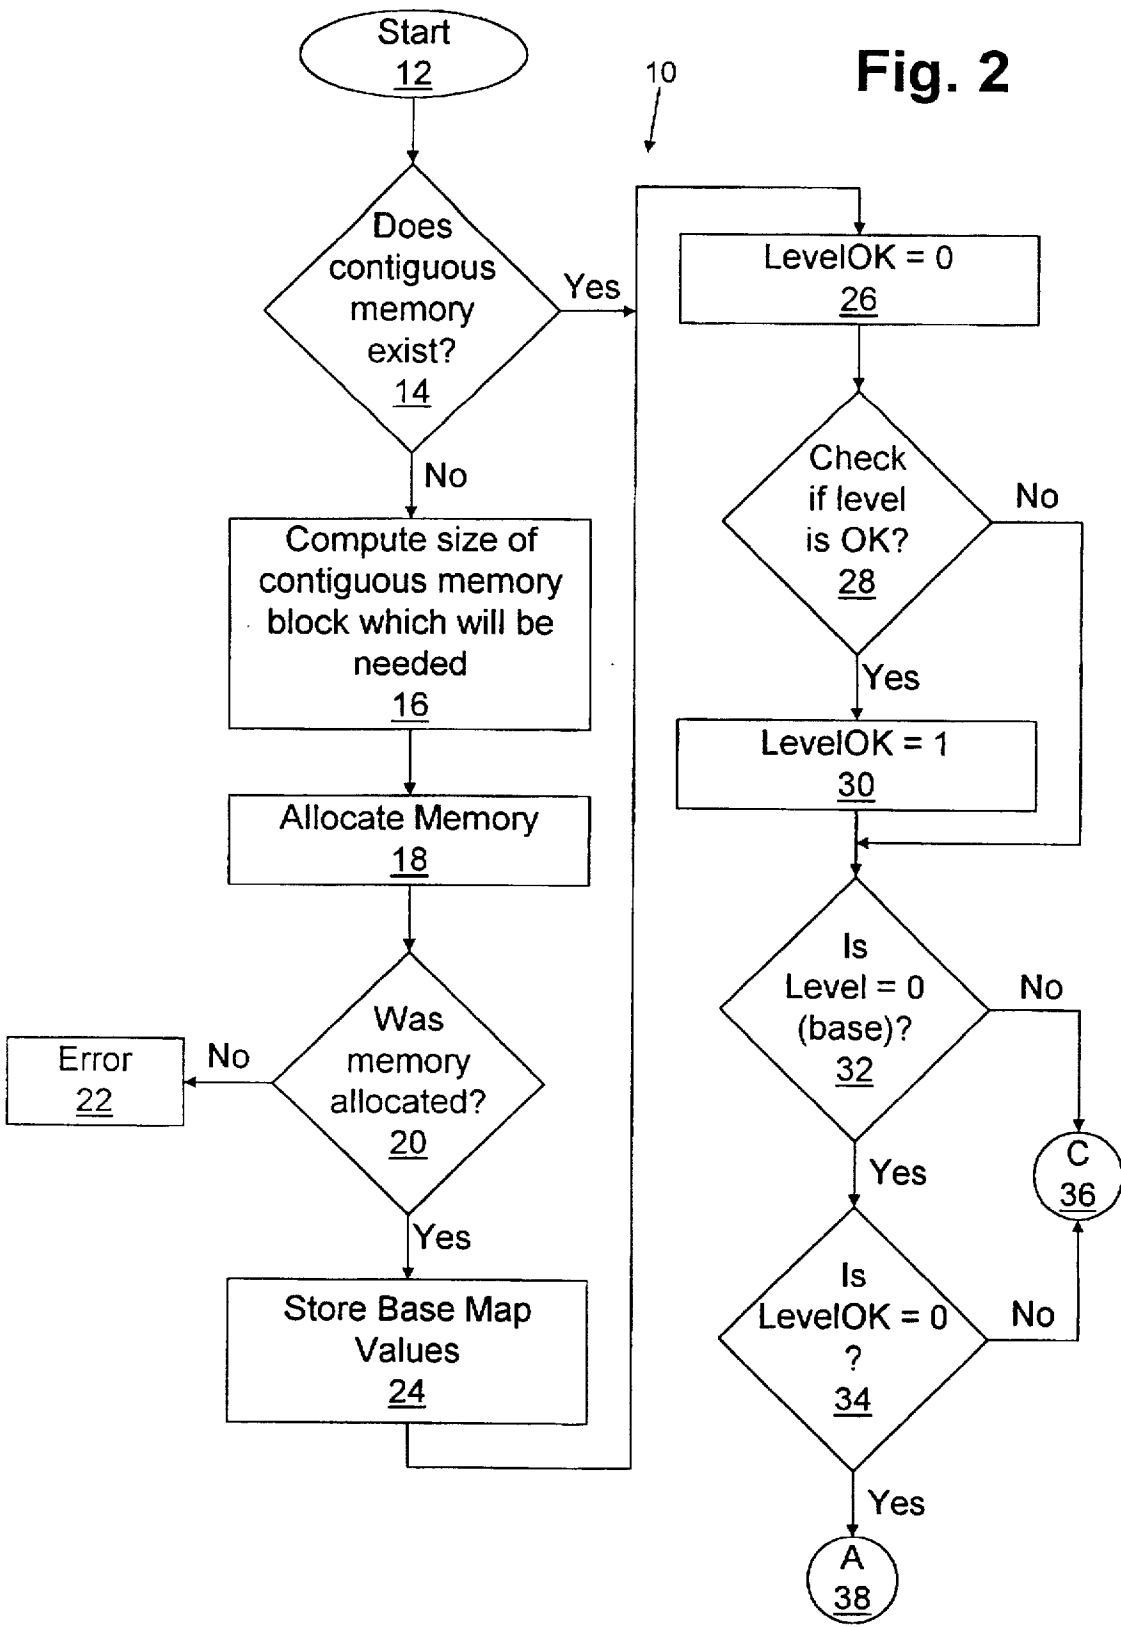 Start
12
Fig. 2
10
Does
contiguous
memory
exist?
14
Yes
No
Compute size of
contiguous memory
block which will be
needed
16
Allocate Memory
18
Was
memory
allocated?
20
No
Error
22
Yes
Store Base Map
Values
24
LevelOK = 0
26
Check
if level
is OK?
28
No
Yes
LevelOK = 1
30
Is
Level = 0
(base)?
32
No
Yes
C
36
Is
LevelOK = 0
?
34
No
Yes
A
38